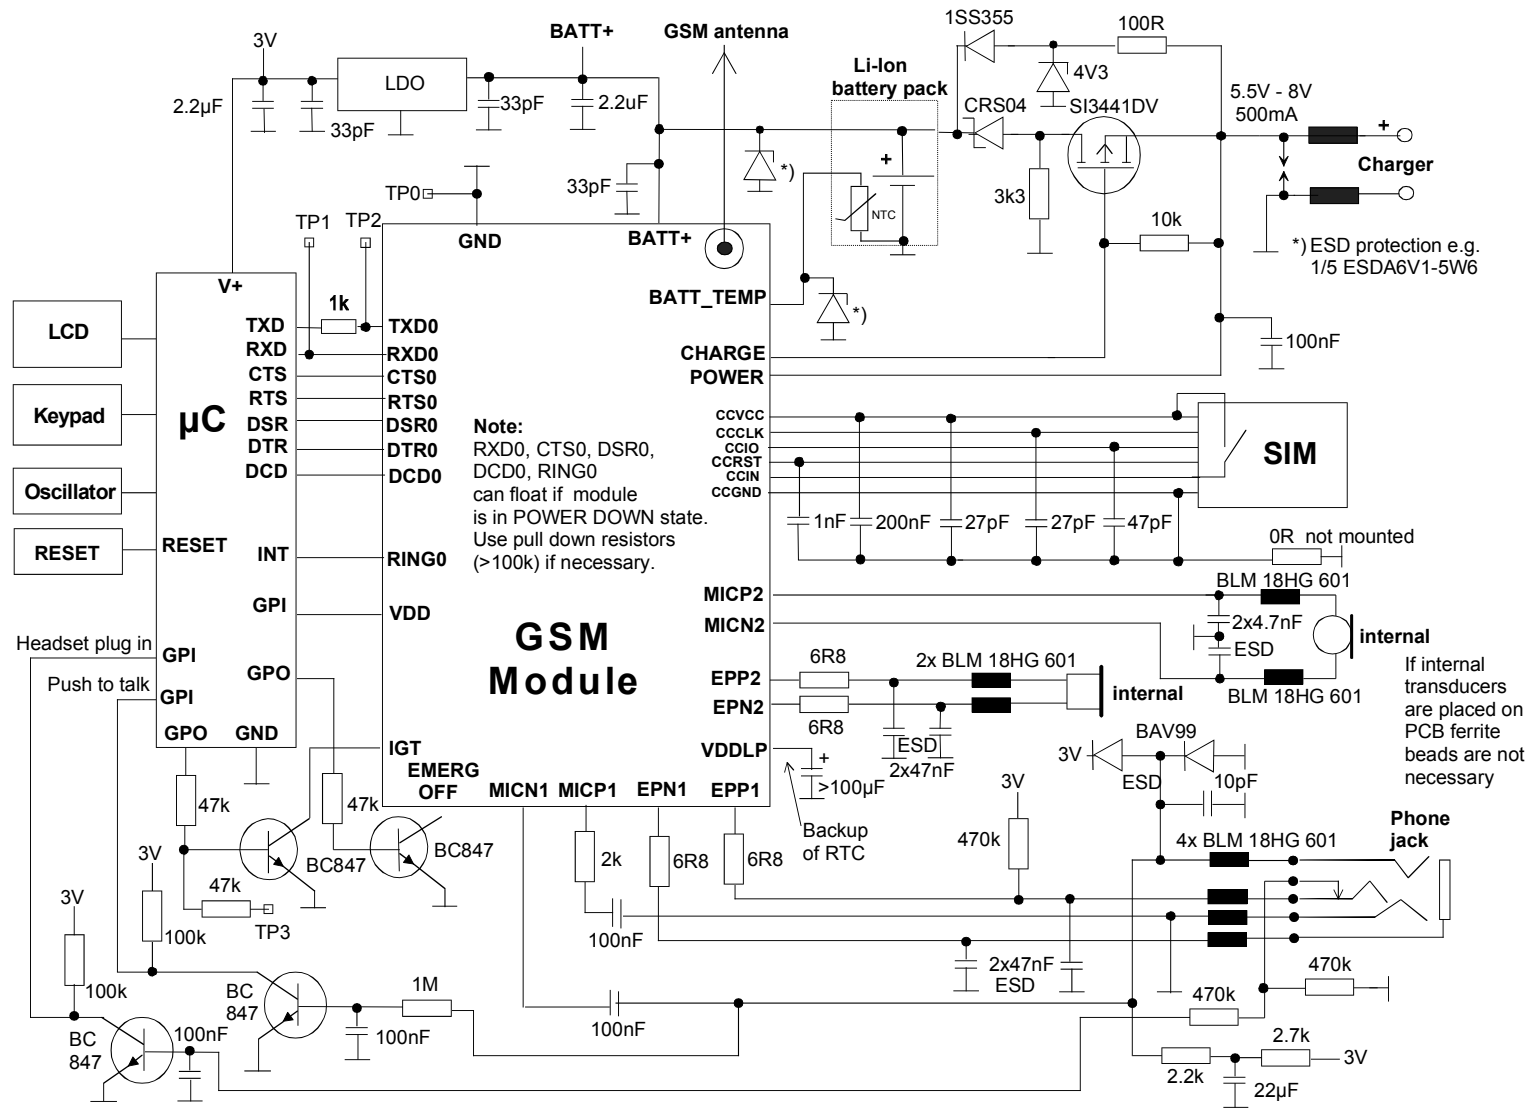 1SS355
100R
BATT+
GSM antenna
3V
LDO
2.2µF
33pF
33pF
2.2uF
Li-Ion
battery pack
4V3
CRS04
SI3441DV
5.5V - 8V
500mA
+
Charger
+
*)
NTC
3k3
10k
33pF
TP0
TP1
TP2
GND
BATT+
*) ESD protection e.g.
1/5 ESDA6V1-5W6
V+
1k
BATT_TEMP
*)
100nF
LCD
TXD
TXD0
RXD
RXD0
CHARGE
CTS
CTS0
POWER
Keypad
µC
RTS
RTS0
DSR
DSR0
DTR
DTR0
DCD
DCD0
Note:
RXD0, CTS0, DSR0,
DCD0, RING0
can float if module
is in POWER DOWN state.
Use pull down resistors
(>100k) if necessary.
CCVCC
CCCLK
CCIO
CCRST
CCIN
CCGND
SIM
Oscillator
1nF
200nF
27pF
27pF
47pF
RESET
RESET
INT
RING0
0R not mounted
BLM 18HG 601
GPI
VDD
MICP2
MICN2
2x4.7nF
ESD
internal
BLM 18HG 601
GSM
Module
Headset plug in
GPI
Push to talk
GPI
GPO
EPP2
EPN2
6R8
6R8
2x BLM 18HG 601
internal
ESD
2x47nF
If internal
transducers
are placed on
PCB ferrite
beads are not
necessary
GPO
GND
IGT
EMERG
OFF
VDDLP
+
>100µF
Backup
of RTC
MICN1
MICP1
EPN1
EPP1
3V
BAV99
ESD
10pF
3V
470k
47k
47k
BC847
BC847
2k
6R8
6R8
4x BLM 18HG 601
Phone
jack
3V
47k
TP3
3V
100k
100k
100nF
2x47nF
ESD
470k
470k
BC
847
1M
100nF
100nF
BC
847
100nF
2.7k
3V
2.2k
22µF